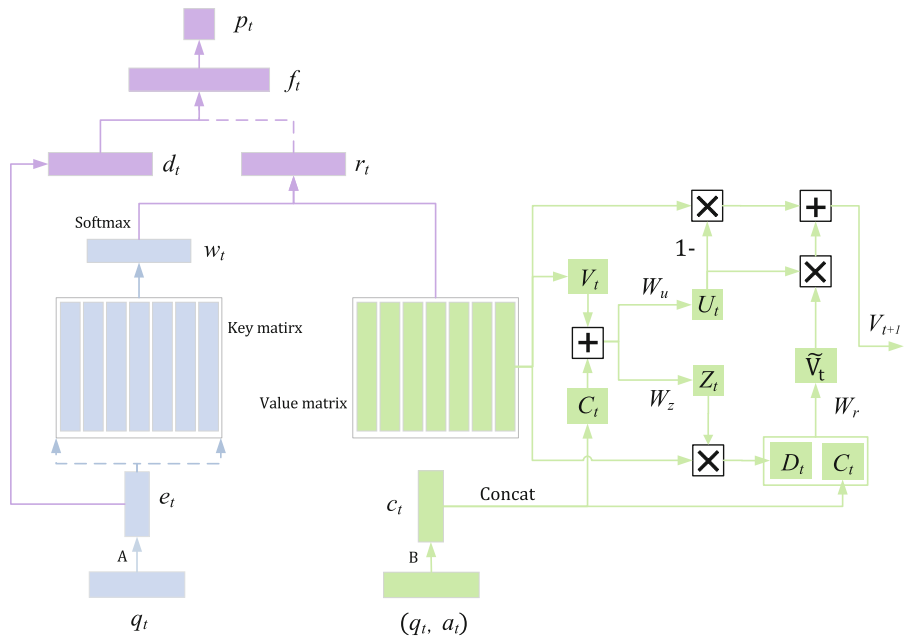 p_t
f_t
d_t
r_t
Softmax
w_t
1-
V_t
W_u
U_t
Key matirx
V_{t+1}
+
Ṽ_t
Value matrix
C_t
W_z
Z_t
W_r
D_t
C_t
e_t
c_t
Concat
A
B
q_t
(q_t, a_t)